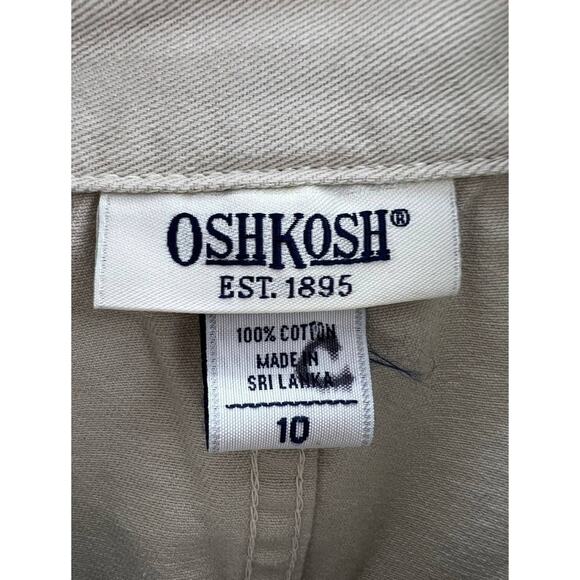 OSHKOSH®
EST. 1895
100% COTTON
MADE IN
SRI LANKA
C
10